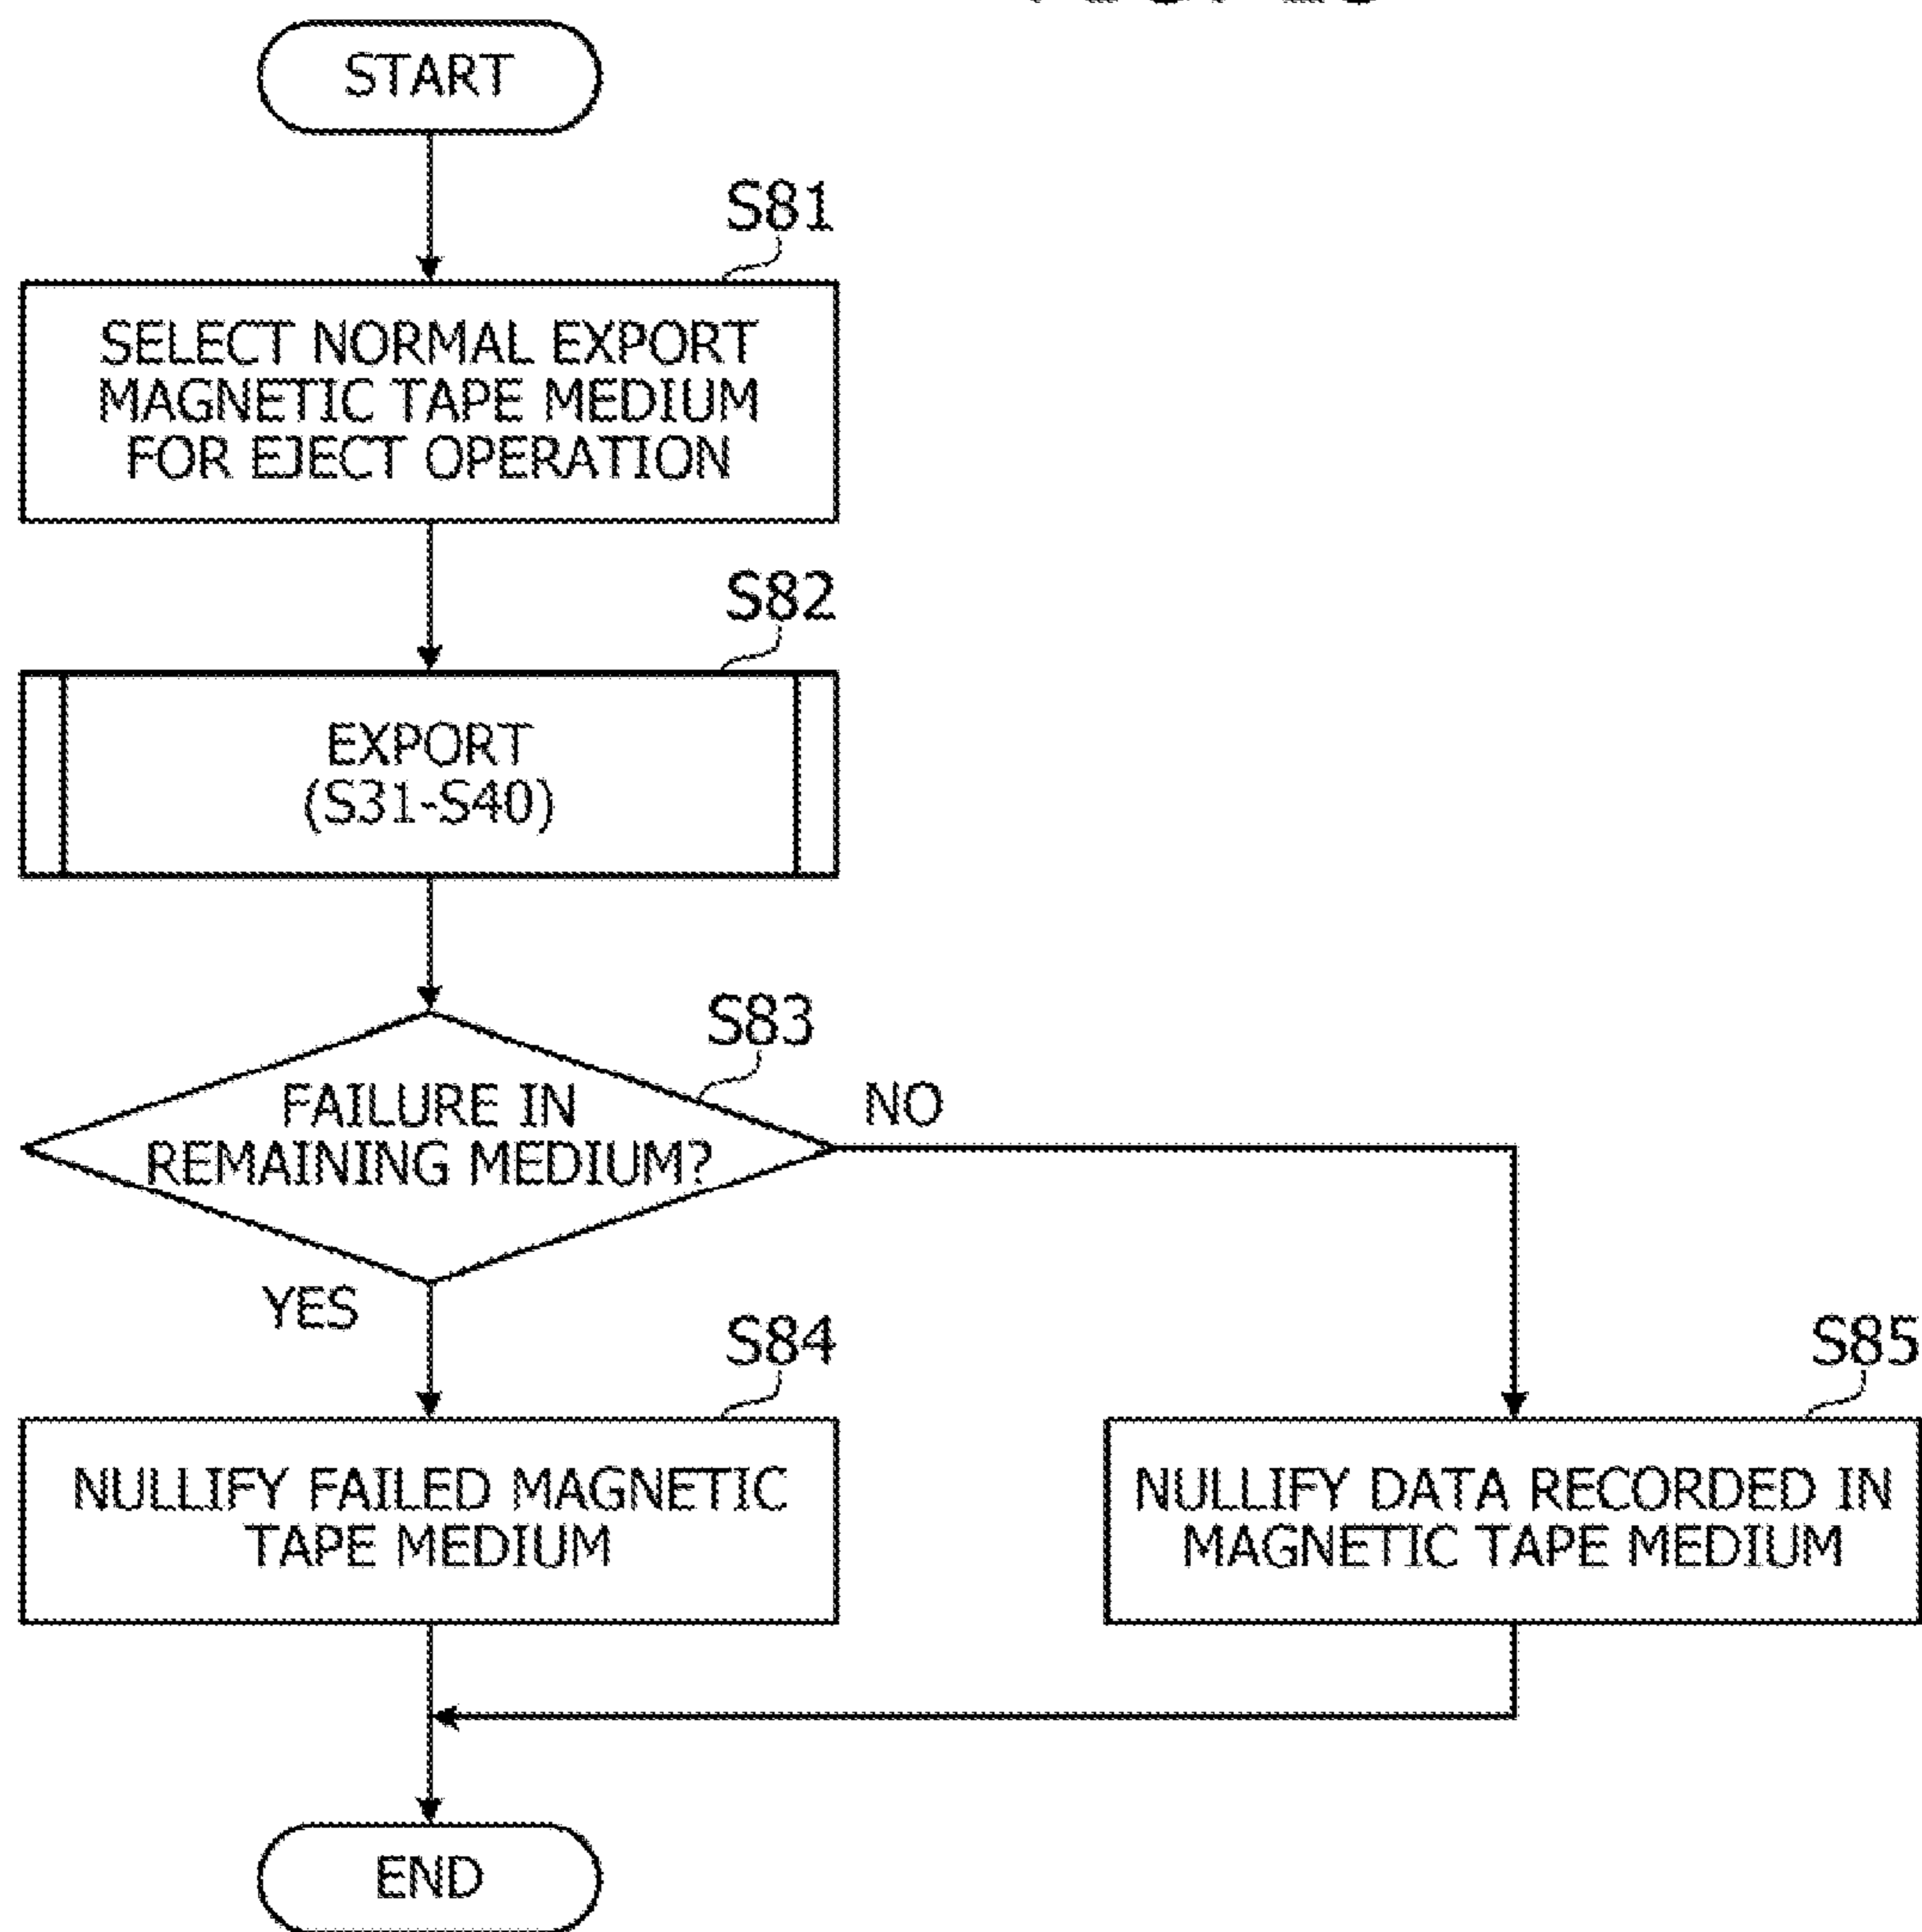 START
S81
SELECT NORMAL EXPORT
MAGNETIC TAPE MEDIUM
FOR EJECT OPERATION
S82
EXPORT
(S31-S40)
S83
FAILURE IN
REMAINING MEDIUM?
NO
YES
S84
NULLIFY FAILED MAGNETIC
TAPE MEDIUM
S85
NULLIFY DATA RECORDED IN
MAGNETIC TAPE MEDIUM
END